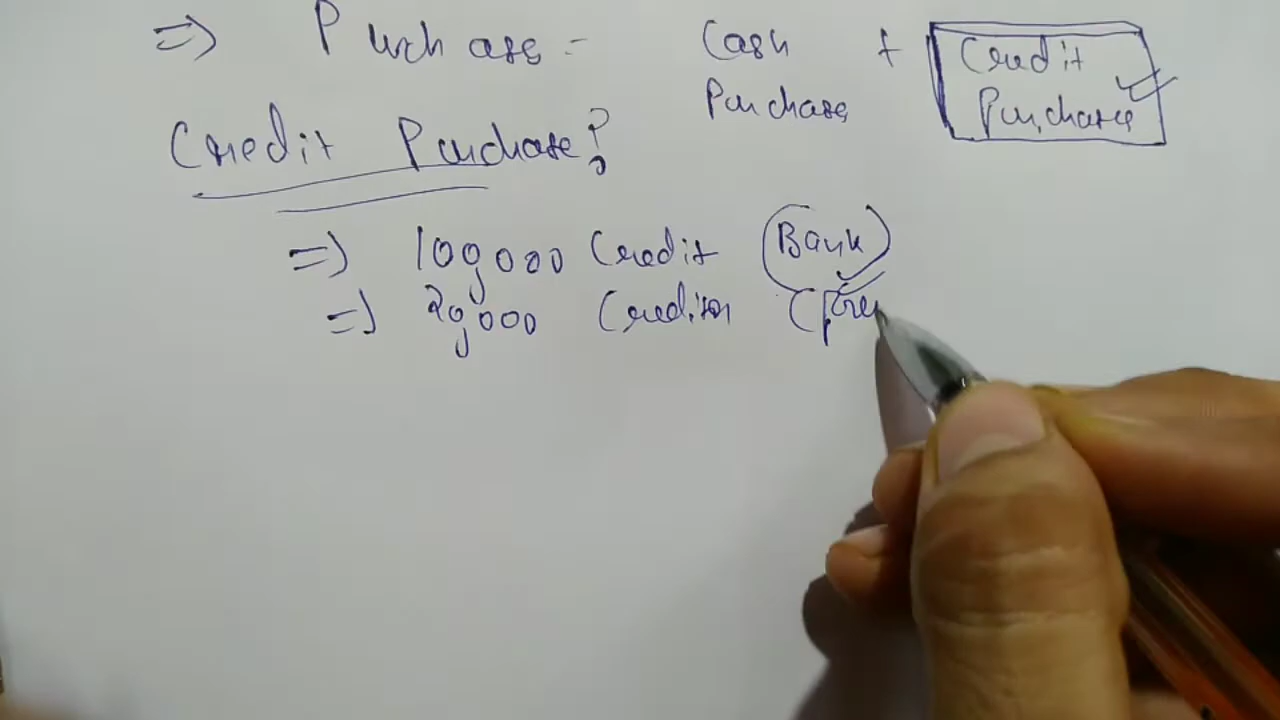 => Purchase = Cash Purchase + Credit Purchase
Credit Purchase?
=> 100,000 Credit (Bank)
=> 20,000 Creditor